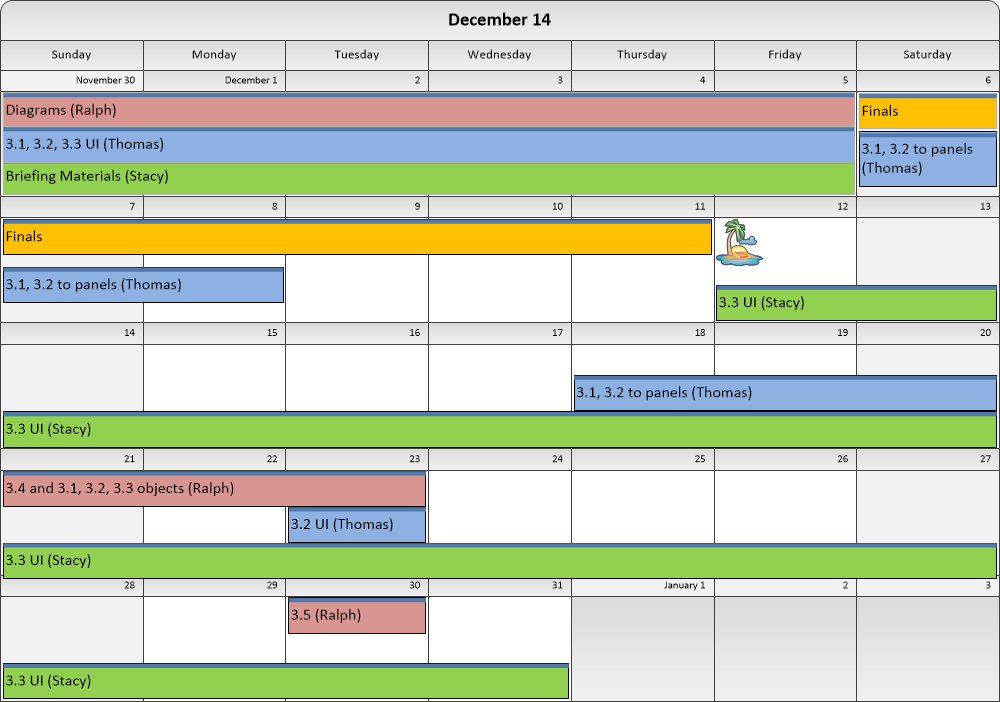 December 14
Sunday Monday Tuesday Wednesday Thursday Friday Saturday
November 30 December 1 2 3 4 5 6
Diagrams (Ralph) Finals
3.1, 3.2, 3.3 UI (Thomas) 3.1, 3.2 to panels
(Thomas)
Briefing Materials (Stacy)
7 8 9 10 11 12 13
Finals
3.1, 3.2 to panels (Thomas)
3.3 UI (Stacy)
14 15 16 17 18 19 20
3.1, 3.2 to panels (Thomas)
3.3 UI (Stacy)
21 22 23 24 25 26 27
3.4 and 3.1, 3.2, 3.3 objects (Ralph)
3.2 UI (Thomas)
3.3 UI (Stacy)
28 29 30 31 January 1 2 3
3.5 (Ralph)
3.3 UI (Stacy)